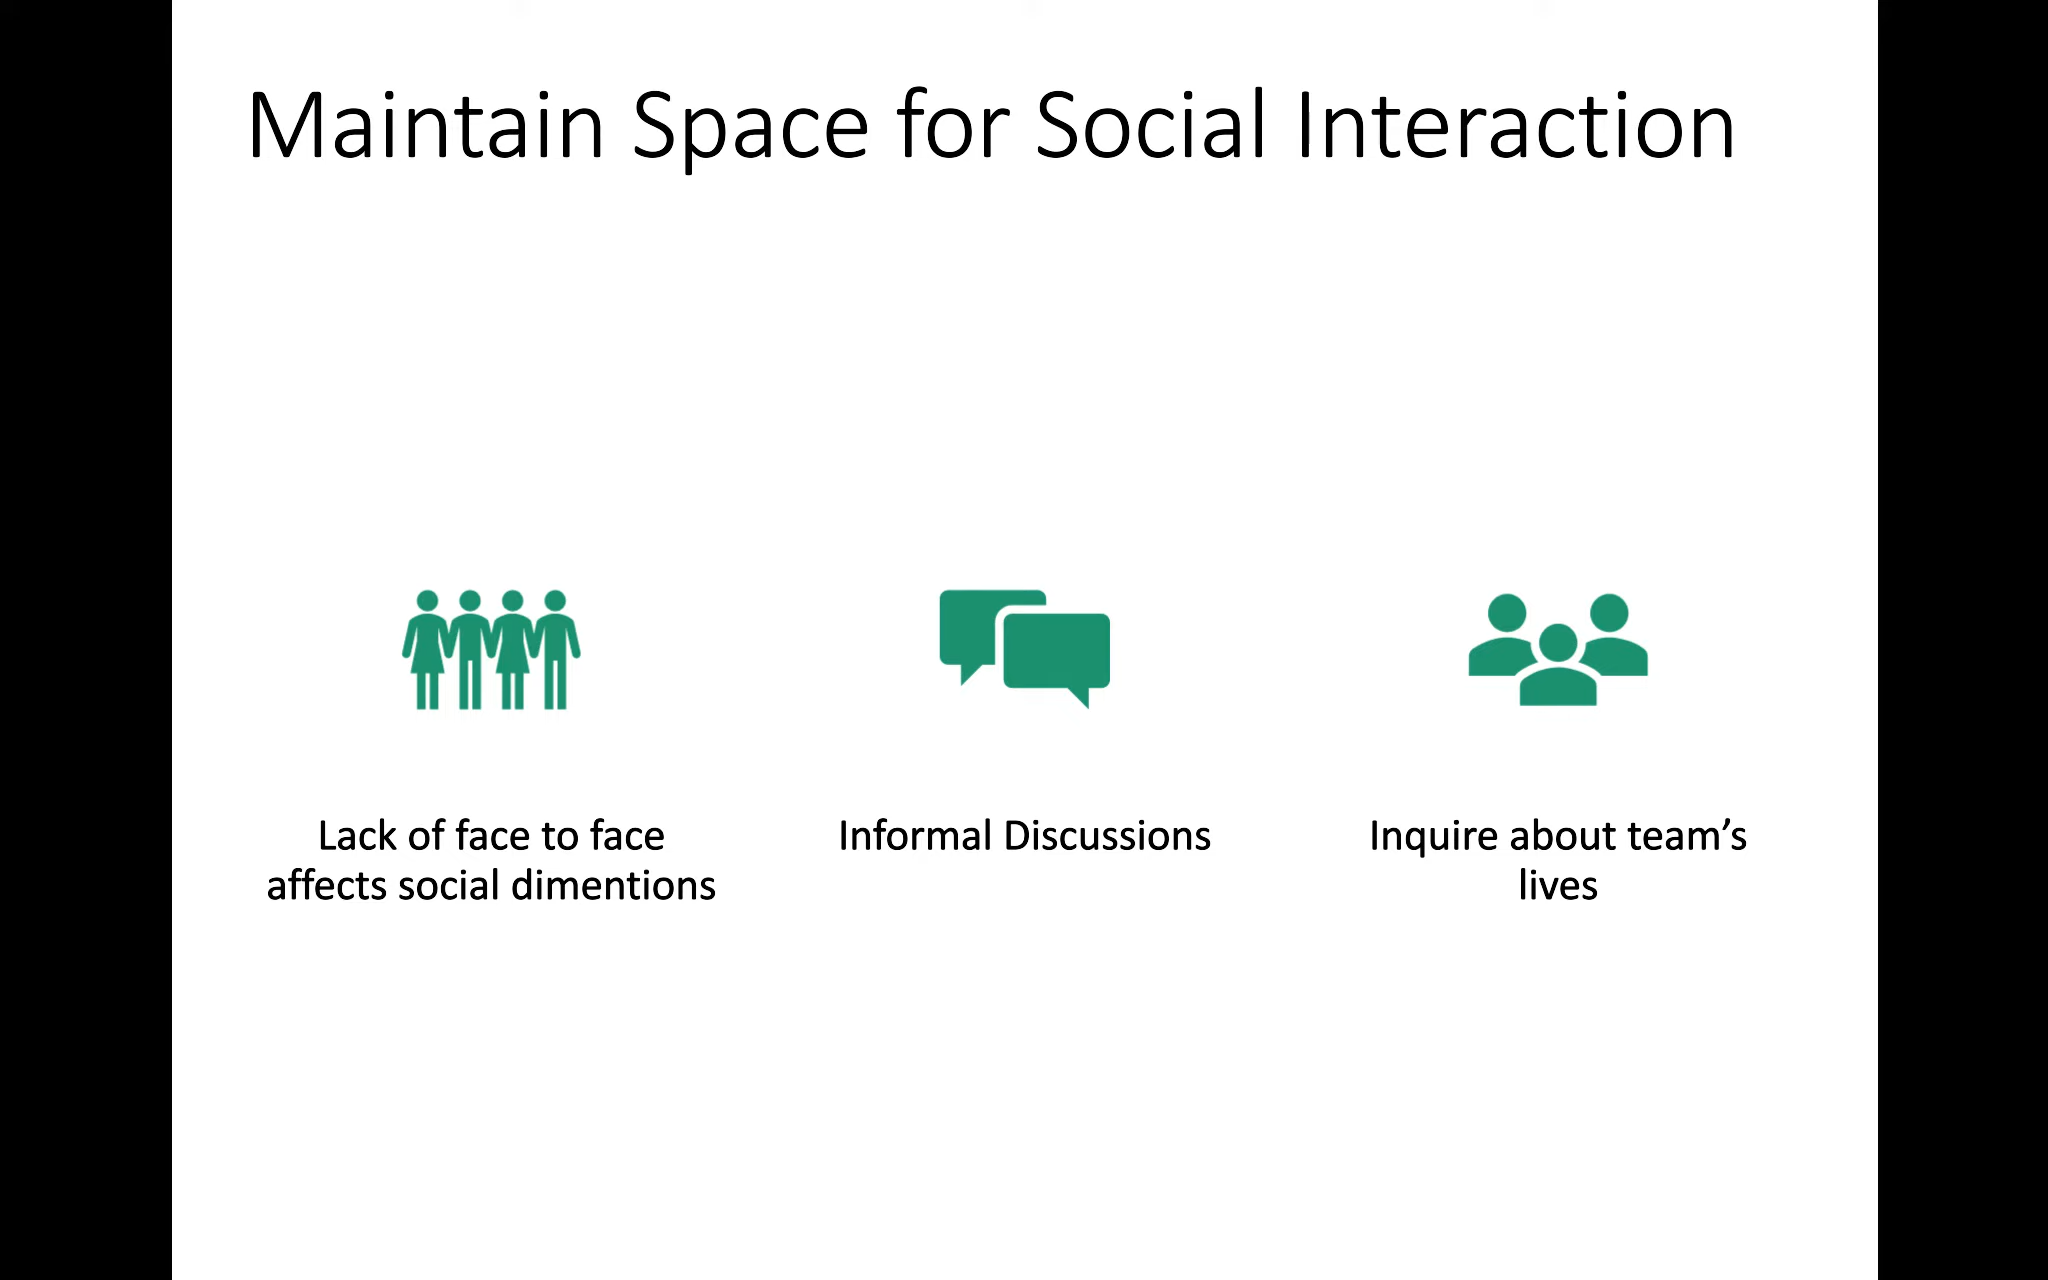 Maintain Space for Social Interaction
Lack of face to face
affects social dimentions
Informal Discussions
Inquire about team’s
lives